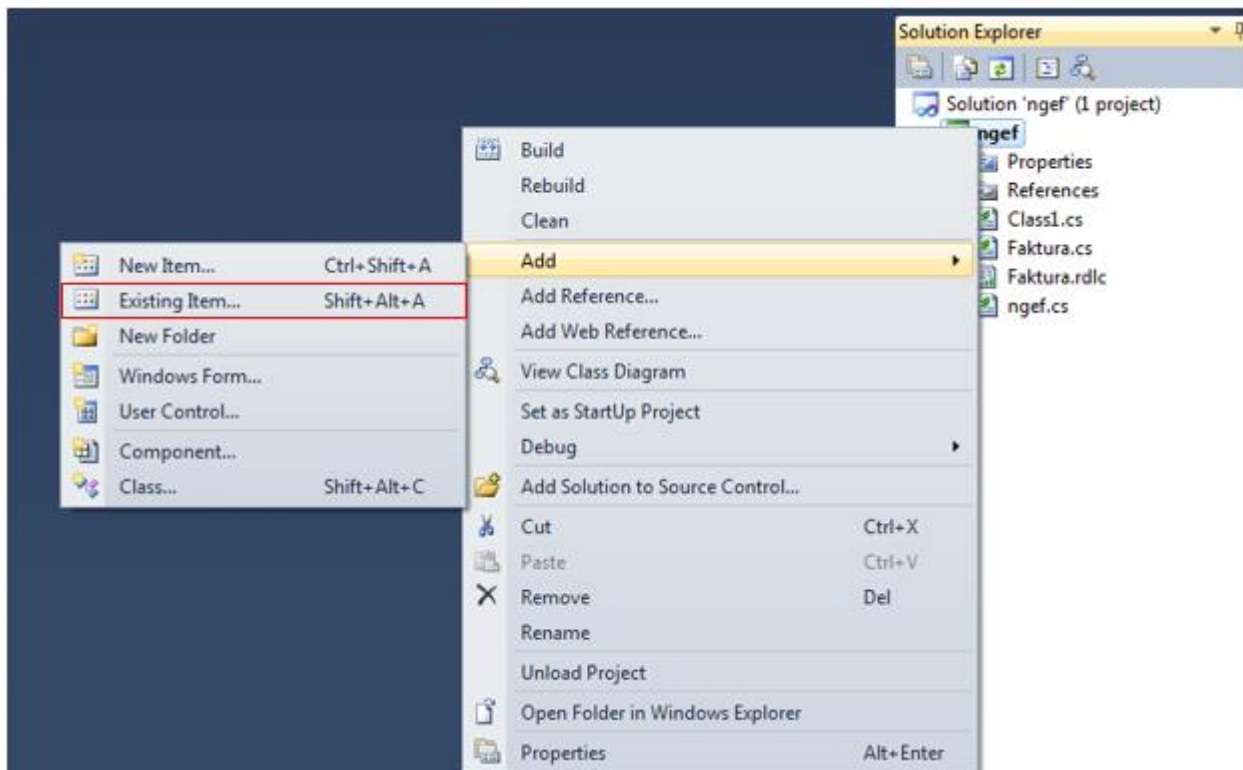 Solution Explorer
Solution 'ngef' (1 project)
ngef
Properties
References
Class1.cs
Faktura.cs
Faktura.rdlc
ngef.cs
Build
Rebuild
Clean
Add
Add Reference...
Add Web Reference...
View Class Diagram
Set as StartUp Project
Debug
Add Solution to Source Control...
Cut Ctrl+X
Paste Ctrl+V
Remove Del
Rename
Unload Project
Open Folder in Windows Explorer
Properties Alt+Enter
New Item... Ctrl+Shift+A
Existing Item... Shift+Alt+A
New Folder
Windows Form...
User Control...
Component...
Class... Shift+Alt+C